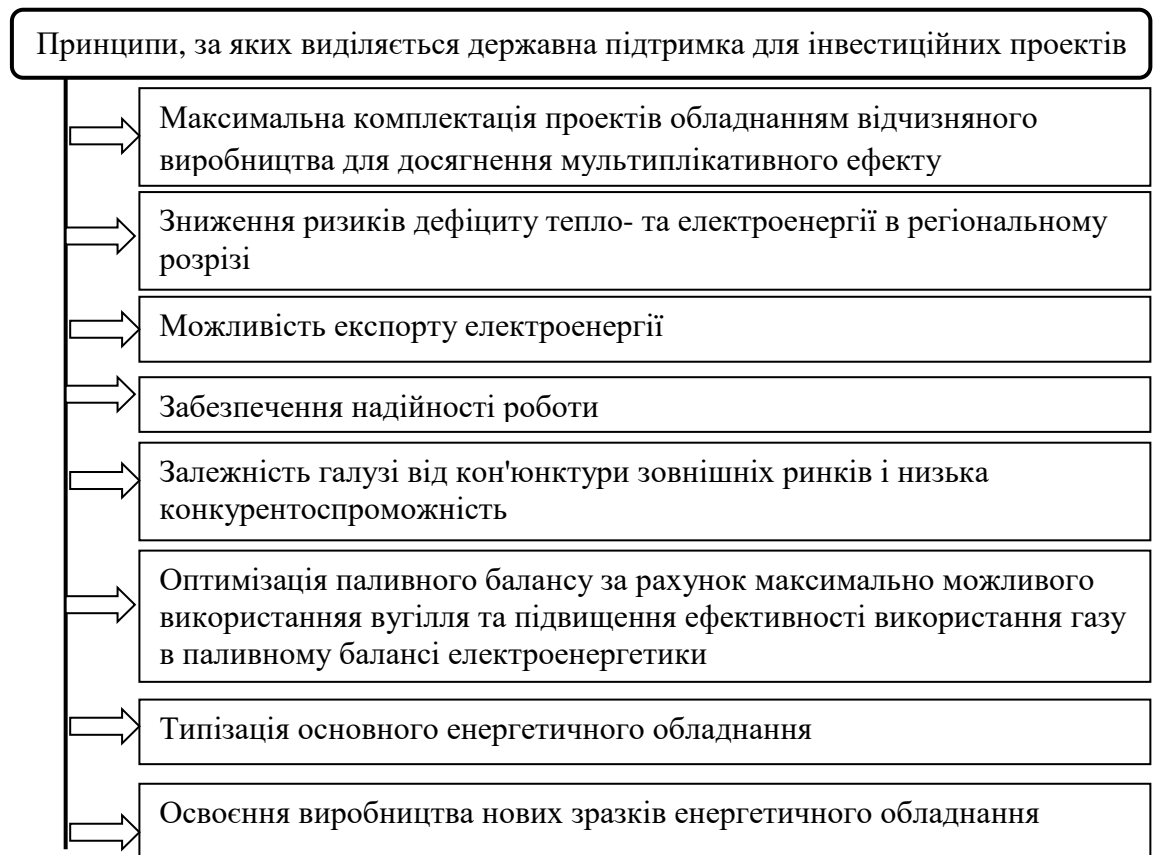 Принципи, за яких виділяється державна підтримка для інвестиційних проектів
Максимальна комплектація проектів обладнанням відчизняного
виробництва для досягнення мультиплікативного ефекту
Зниження ризиків дефіциту тепло- та електроенергії в регіональному
розрізі
Можливість експорту електроенергії
Забезпечення надійності роботи
Залежність галузі від кон'юнктури зовнішніх ринків і низька
конкурентоспроможність
Оптимізація паливного балансу за рахунок максимально можливого
використанняя вугілля та підвищення ефективності використання газу
в паливному балансі електроенергетики
Типізація основного енергетичного обладнання
Освоєння виробництва нових зразків енергетичного обладнання